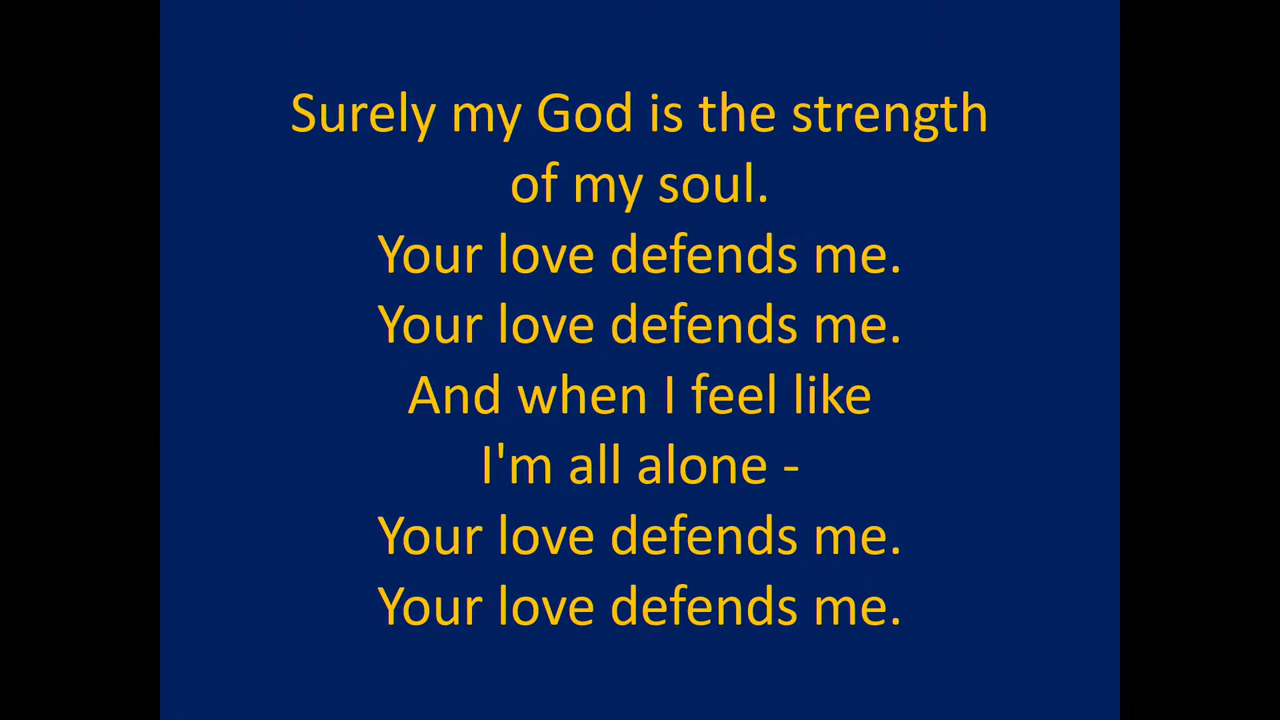 Surely my God is the strength
of my soul.
Your love defends me.
Your love defends me.
And when I feel like
I'm all alone -
Your love defends me.
Your love defends me.